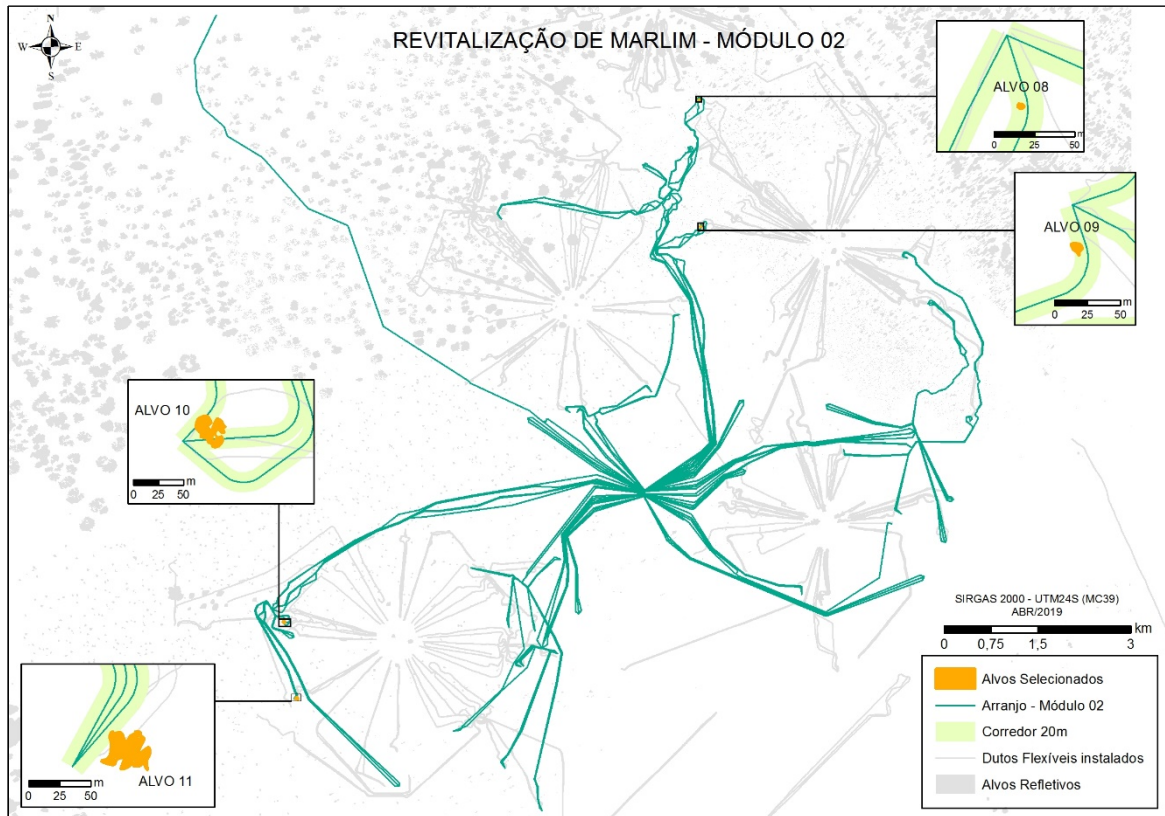 N
W E
S
REVITALIZAÇÃO DE MARLIM - MÓDULO 02
ALVO 08
m
0 25 50
ALVO 09
m
0 25 50
ALVO 10
m
0 25 50
ALVO 11
m
0 25 50
SIRGAS 2000 - UTM24S (MC39)
ABR/2019
km
0 0,75 1,5 3
Alvos Selecionados
Arranjo - Módulo 02
Corredor 20m
Dutos Flexíveis instalados
Alvos Refletivos